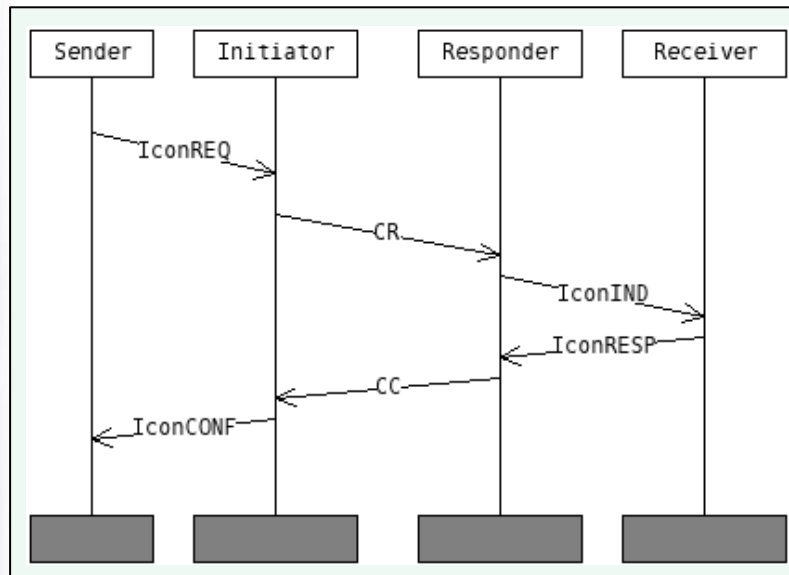 Sender Initiator Responder Receiver
IconREQ
CR
IconIND
IconRESP
CC
IconCONF